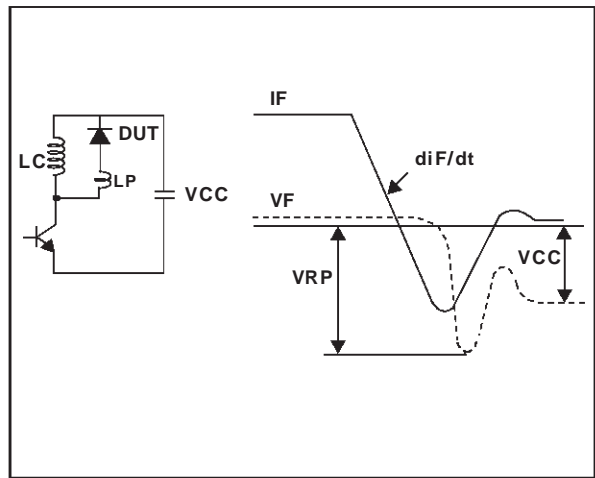 IF
DUT
diF/dt
LC
LP
VCC
VF
VRP
VCC